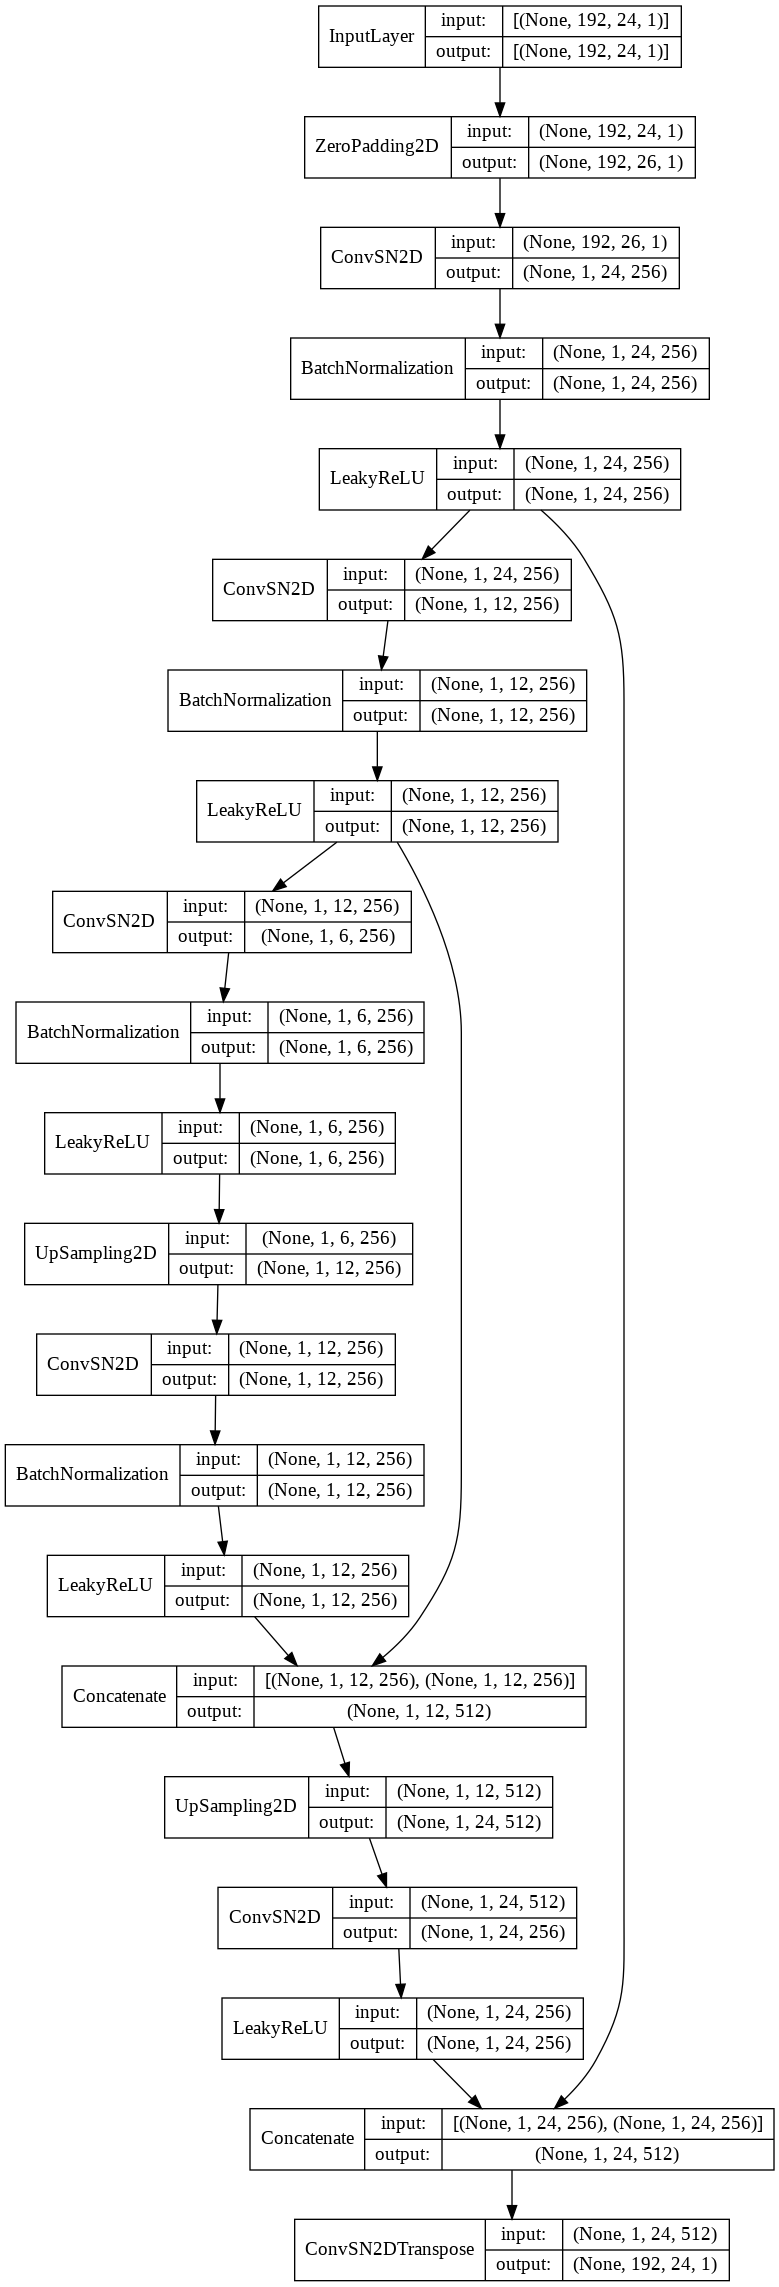 InputLayer
input: [(None, 192, 24, 1)]
output: [(None, 192, 24, 1)]
ZeroPadding2D
input: (None, 192, 24, 1)
output: (None, 192, 26, 1)
ConvSN2D
input: (None, 192, 26, 1)
output: (None, 1, 24, 256)
BatchNormalization
input: (None, 1, 24, 256)
output: (None, 1, 24, 256)
LeakyReLU
input: (None, 1, 24, 256)
output: (None, 1, 24, 256)
ConvSN2D
input: (None, 1, 24, 256)
output: (None, 1, 12, 256)
BatchNormalization
input: (None, 1, 12, 256)
output: (None, 1, 12, 256)
LeakyReLU
input: (None, 1, 12, 256)
output: (None, 1, 12, 256)
ConvSN2D
input: (None, 1, 12, 256)
output: (None, 1, 6, 256)
BatchNormalization
input: (None, 1, 6, 256)
output: (None, 1, 6, 256)
LeakyReLU
input: (None, 1, 6, 256)
output: (None, 1, 6, 256)
UpSampling2D
input: (None, 1, 6, 256)
output: (None, 1, 12, 256)
ConvSN2D
input: (None, 1, 12, 256)
output: (None, 1, 12, 256)
BatchNormalization
input: (None, 1, 12, 256)
output: (None, 1, 12, 256)
LeakyReLU
input: (None, 1, 12, 256)
output: (None, 1, 12, 256)
Concatenate
input: [(None, 1, 12, 256), (None, 1, 12, 256)]
output: (None, 1, 12, 512)
UpSampling2D
input: (None, 1, 12, 512)
output: (None, 1, 24, 512)
ConvSN2D
input: (None, 1, 24, 512)
output: (None, 1, 24, 256)
LeakyReLU
input: (None, 1, 24, 256)
output: (None, 1, 24, 256)
Concatenate
input: [(None, 1, 24, 256), (None, 1, 24, 256)]
output: (None, 1, 24, 512)
ConvSN2DTranspose
input: (None, 1, 24, 512)
output: (None, 192, 24, 1)